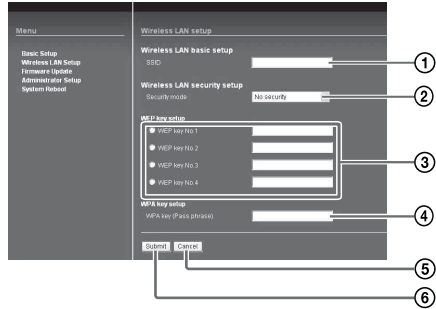 Menu
Basic Setup
Wireless LAN Setup
Firmware Update
Administrator Setup
System Reboot
Wireless LAN setup
Wireless LAN basic setup
SSID
①
Wireless LAN security setup
Security mode
No security
②
WEP key setup
WEP key No.1
WEP key No.2
WEP key No.3
WEP key No.4
③
WPA key setup
WPA key (Pass phrase)
④
Submit
Cancel
⑤
⑥